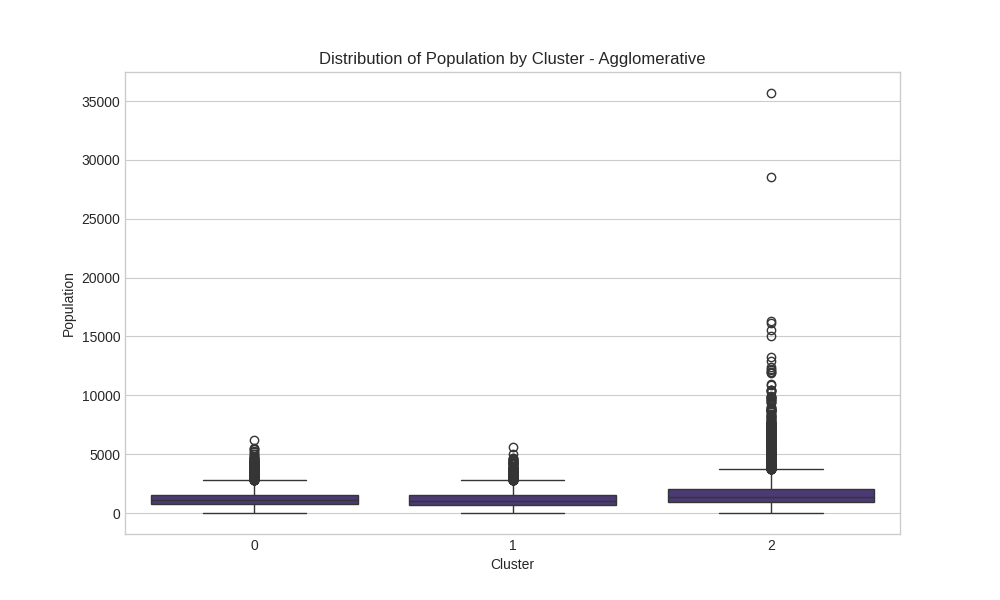 Distribution of Population by Cluster - Agglomerative
35000
30000
25000
20000
15000
10000
5000
0
Population
0 1 2
Cluster